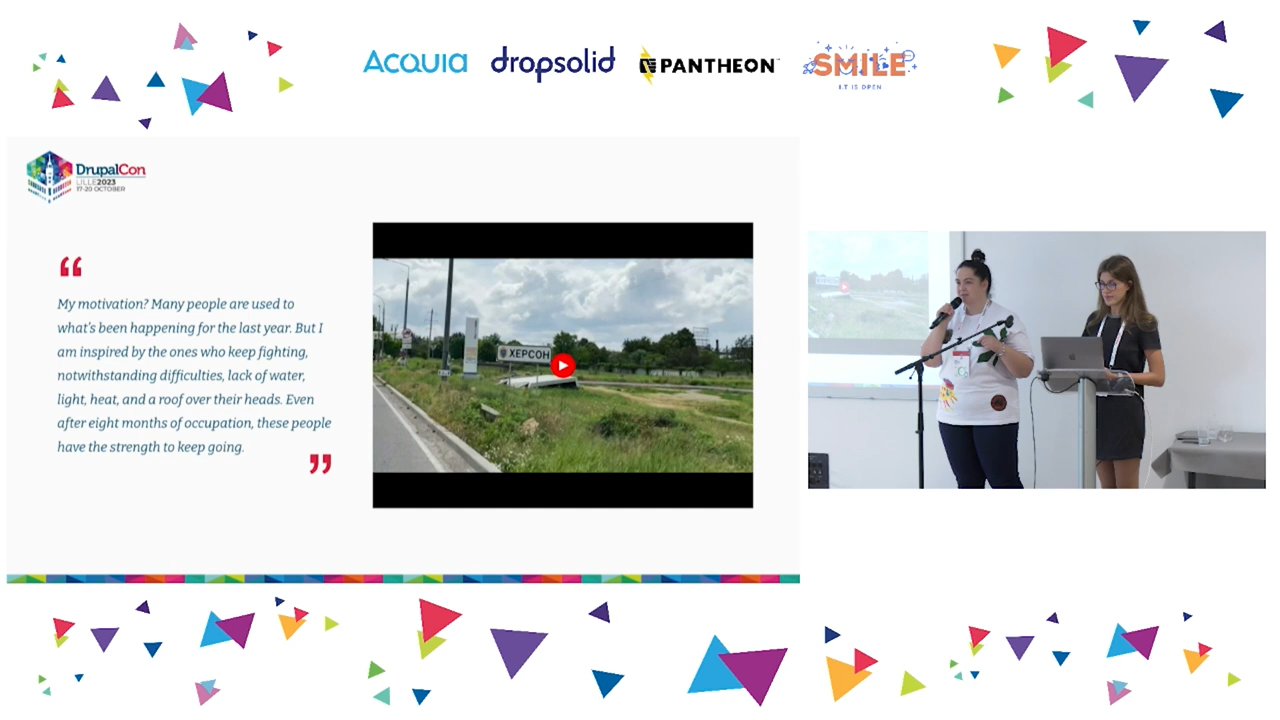 Acquia
dropsolid
PANTHEON
SMILE
I.T IS OPEN
DrupalCon
LILLE2023
17-20 OCTOBER
“
My motivation? Many people are used to
what's been happening for the last year. But I
am inspired by the ones who keep fighting,
notwithstanding difficulties, lack of water,
light, heat, and a roof over their heads. Even
after eight months of occupation, these people
have the strength to keep going.
”
ХЕРСОН